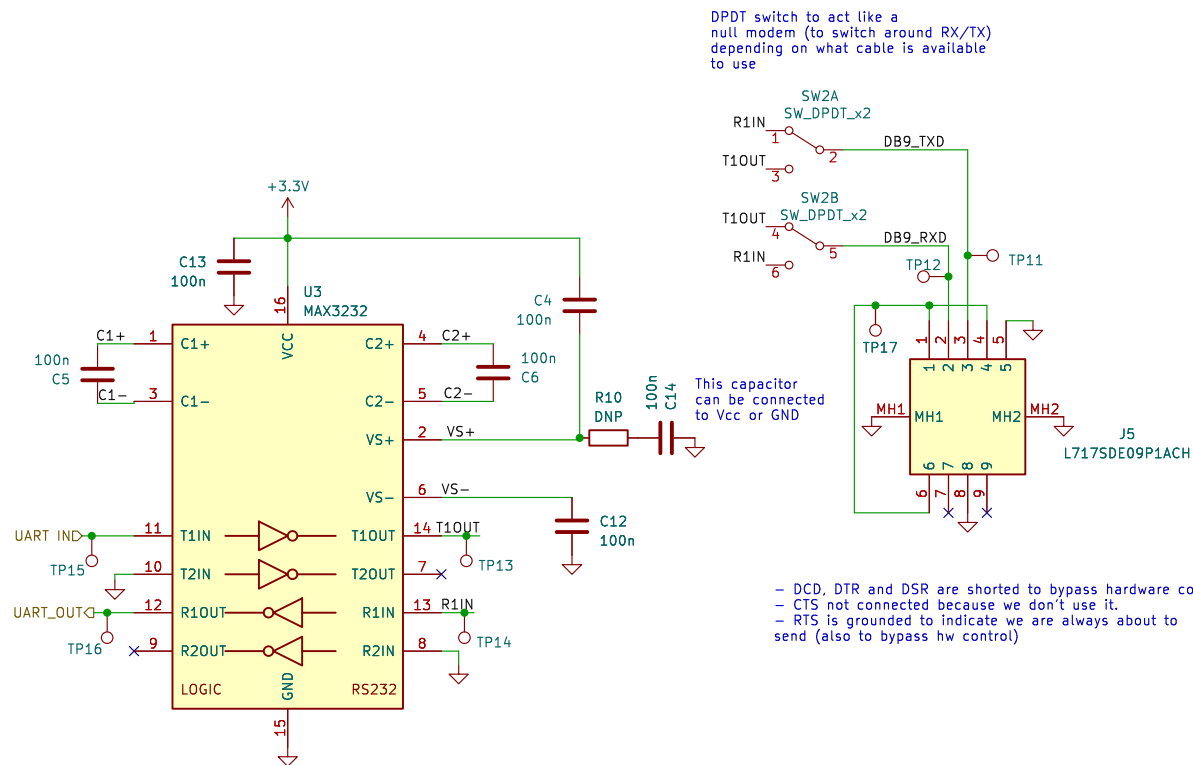 DPDT switch to act like a
null modem (to switch around RX/TX)
depending on what cable is available
to use
SW2A
SW_DPDT_x2
R1IN
1
2
DB9_TXD
T1OUT
3
SW2B
SW_DPDT_x2
T1OUT
4
5
DB9_RXD
R1IN
6
TP12
TP11
TP17
+3.3V
C13
100n
U3
MAX3232
16
VCC
C4
100n
C1+
1
C1+
100n
C5
C1-
3
C1-
C2+
4
C2+
100n
C6
C2-
5
C2-
VS+
2
VS+
R10
DNP
100n
C14
This capacitor
can be connected
to Vcc or GND
VS-
6
VS-
C12
100n
UART IN
11
T1IN
T1OUT
14
T1OUT
TP15
TP13
10
T2IN
T2OUT
7
UART_OUT
12
R1OUT
R1IN
13
R1IN
TP16
TP14
9
R2OUT
R2IN
8
LOGIC
GND
RS232
15
1
2
3
4
5
1
2
3
4
5
MH1
MH1
MH2
MH2
J5
L717SDE09P1ACH
6
7
8
9
6
7
8
9
- DCD, DTR and DSR are shorted to bypass hardware co
- CTS not connected because we don't use it.
- RTS is grounded to indicate we are always about to
send (also to bypass hw control)